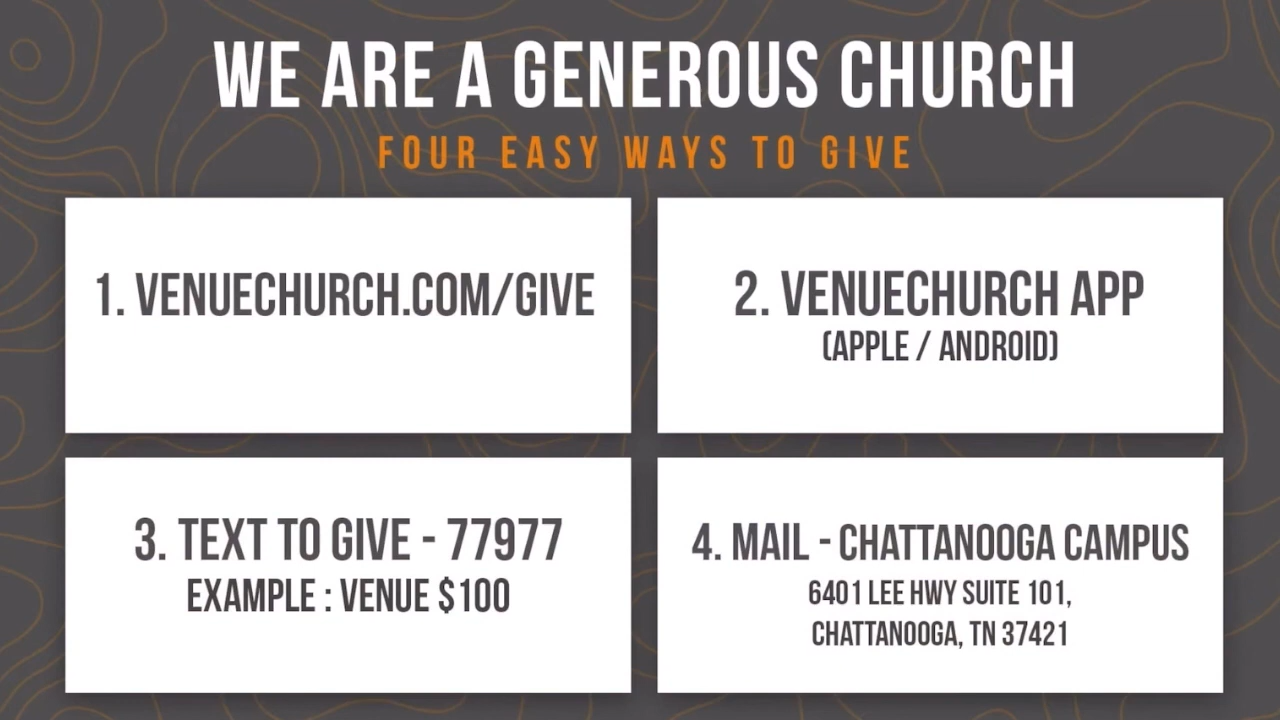 WE ARE A GENEROUS CHURCH
FOUR EASY WAYS TO GIVE
1. VENUECHURCH.COM/GIVE
2. VENUECHURCH APP
(APPLE / ANDROID)
3. TEXT TO GIVE - 77977
EXAMPLE : VENUE $100
4. MAIL - CHATTANOOGA CAMPUS
6401 LEE HWY SUITE 101,
CHATTANOOGA, TN 37421